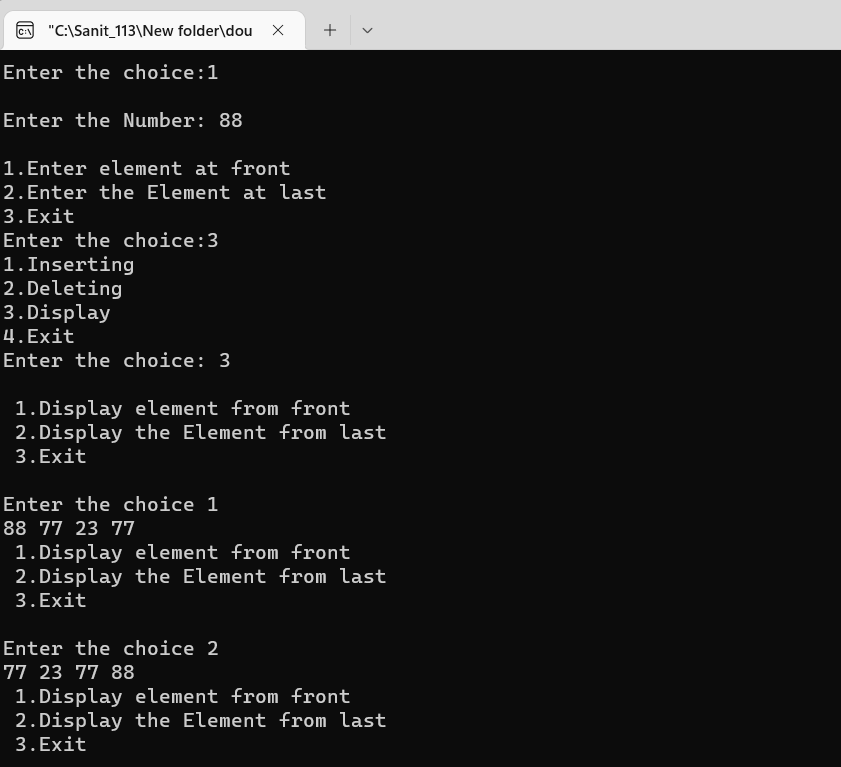 "C:\Sanit_113\New folder\dou
Enter the choice:1
Enter the Number: 88
1.Enter element at front
2.Enter the Element at last
3.Exit
Enter the choice:3
1.Inserting
2.Deleting
3.Display
4.Exit
Enter the choice: 3
1.Display element from front
2.Display the Element from last
3.Exit
Enter the choice 1
88 77 23 77
1.Display element from front
2.Display the Element from last
3.Exit
Enter the choice 2
77 23 77 88
1.Display element from front
2.Display the Element from last
3.Exit